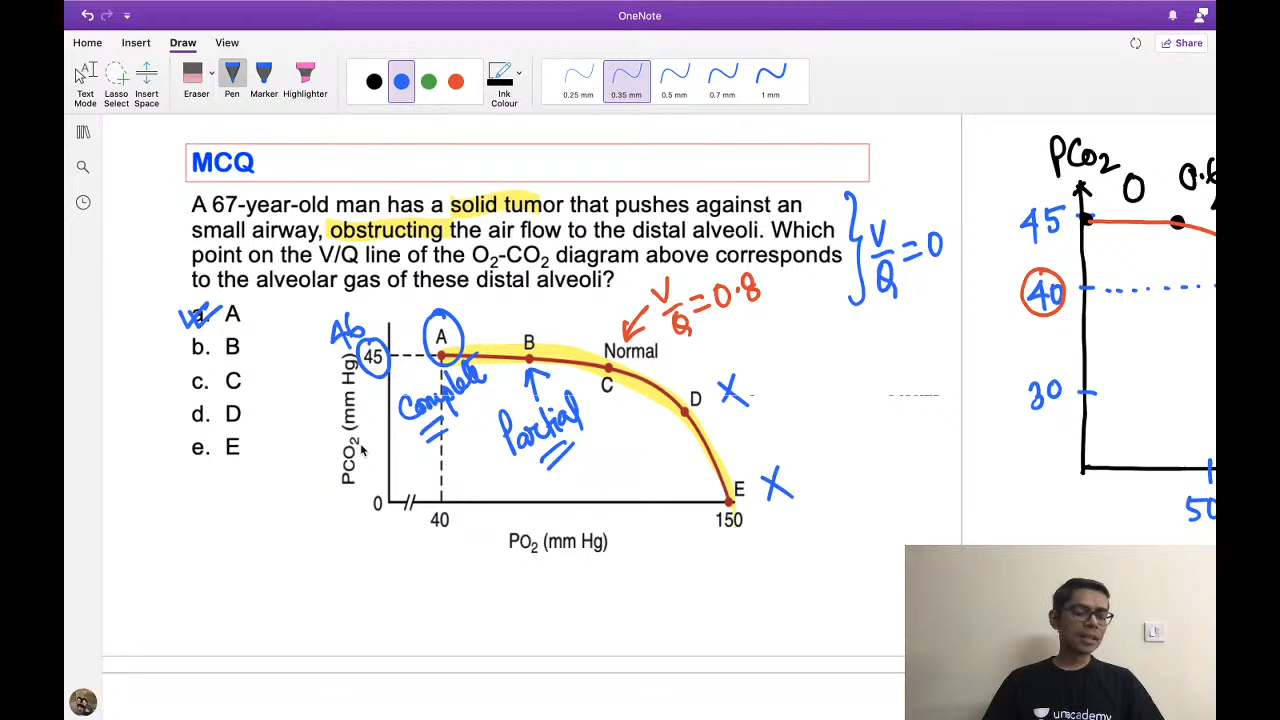 OneNote
Home
Insert
Draw
View
Share
Text
Mode
Lasso
Select
Insert
Space
Eraser
Pen
Marker
Highlighter
Ink
Colour
0.25 mm
0.35 mm
0.5 mm
0.7 mm
1 mm
MCQ
A 67-year-old man has a solid tumor that pushes against an
small airway, obstructing the air flow to the distal alveoli. Which
point on the V/Q line of the O2-CO2 diagram above corresponds
to the alveolar gas of these distal alveoli?
V/Q = 0
a. A
b. B
c. C
d. D
e. E
V/Q = 0.8
46
45
A
B
Normal
C
D
X
E
X
Complete
Partial
PCO2 (mm Hg)
0
40
150
PO2 (mm Hg)
PCO2
0
45
40
30
50
unacademy